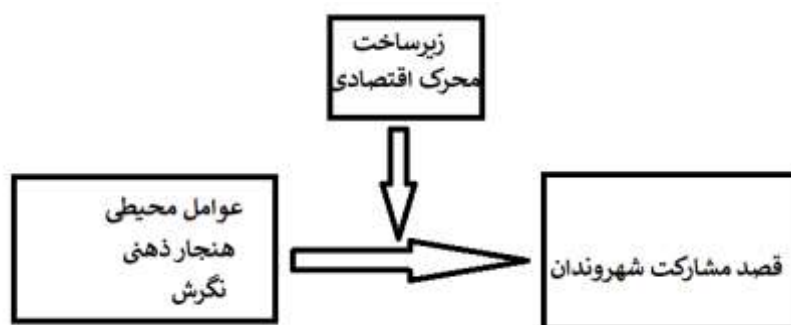 زیرساخت
محرک اقتصادی
عوامل محیطی
هنجار ذهنی
نگرش
قصد مشارکت شهروندان